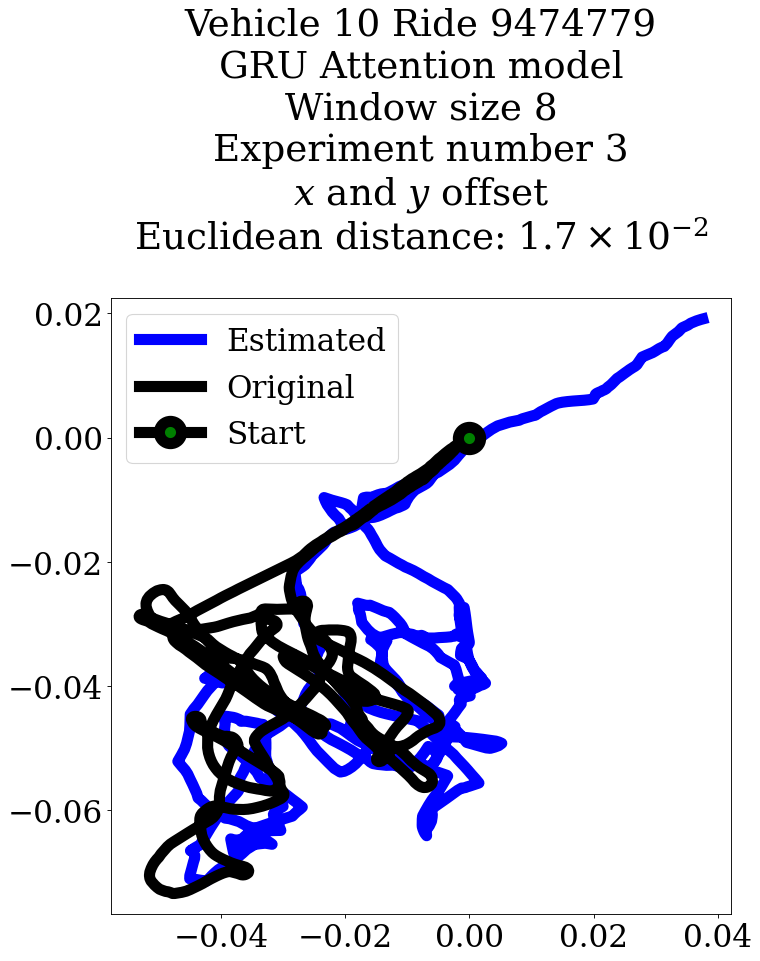 Vehicle 10 Ride 9474779
GRU Attention model
Window size 8
Experiment number 3
x and y offset
Euclidean distance: 1.7 × 10⁻²
Estimated
Original
Start
0.02
0.00
−0.02
−0.04
−0.06
−0.04
−0.02
0.00
0.02
0.04